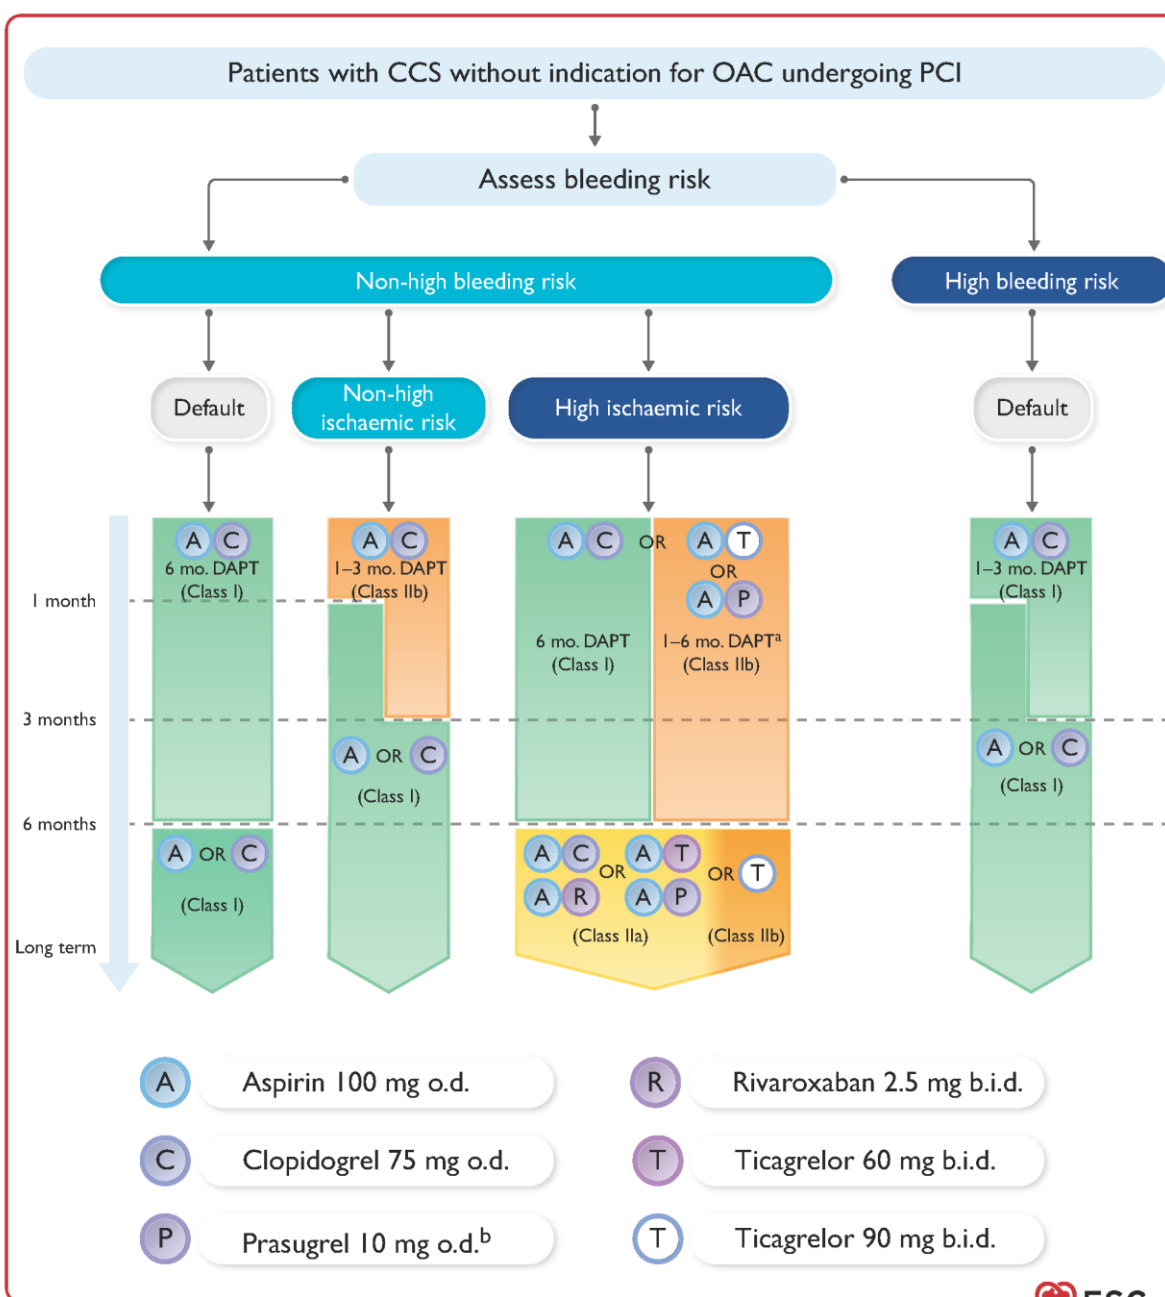 Patients with CCS without indication for OAC undergoing PCI
Assess bleeding risk
Non-high bleeding risk
High bleeding risk
Default
Non-high
ischaemic risk
High ischaemic risk
Default
A C
6 mo. DAPT
(Class I)
A C
1–3 mo. DAPT
(Class IIb)
A C OR A T
OR
A P
6 mo. DAPT
(Class I)
1–6 mo. DAPTᵃ
(Class IIb)
A C
1–3 mo. DAPT
(Class I)
1 month
3 months
A OR C
(Class I)
A OR C
(Class I)
6 months
A OR C
(Class I)
A C OR A T OR T
A R A P
(Class IIa)
(Class IIb)
Long term
A Aspirin 100 mg o.d.
R Rivaroxaban 2.5 mg b.i.d.
C Clopidogrel 75 mg o.d.
T Ticagrelor 60 mg b.i.d.
P Prasugrel 10 mg o.d.ᵇ
T Ticagrelor 90 mg b.i.d.
ESC